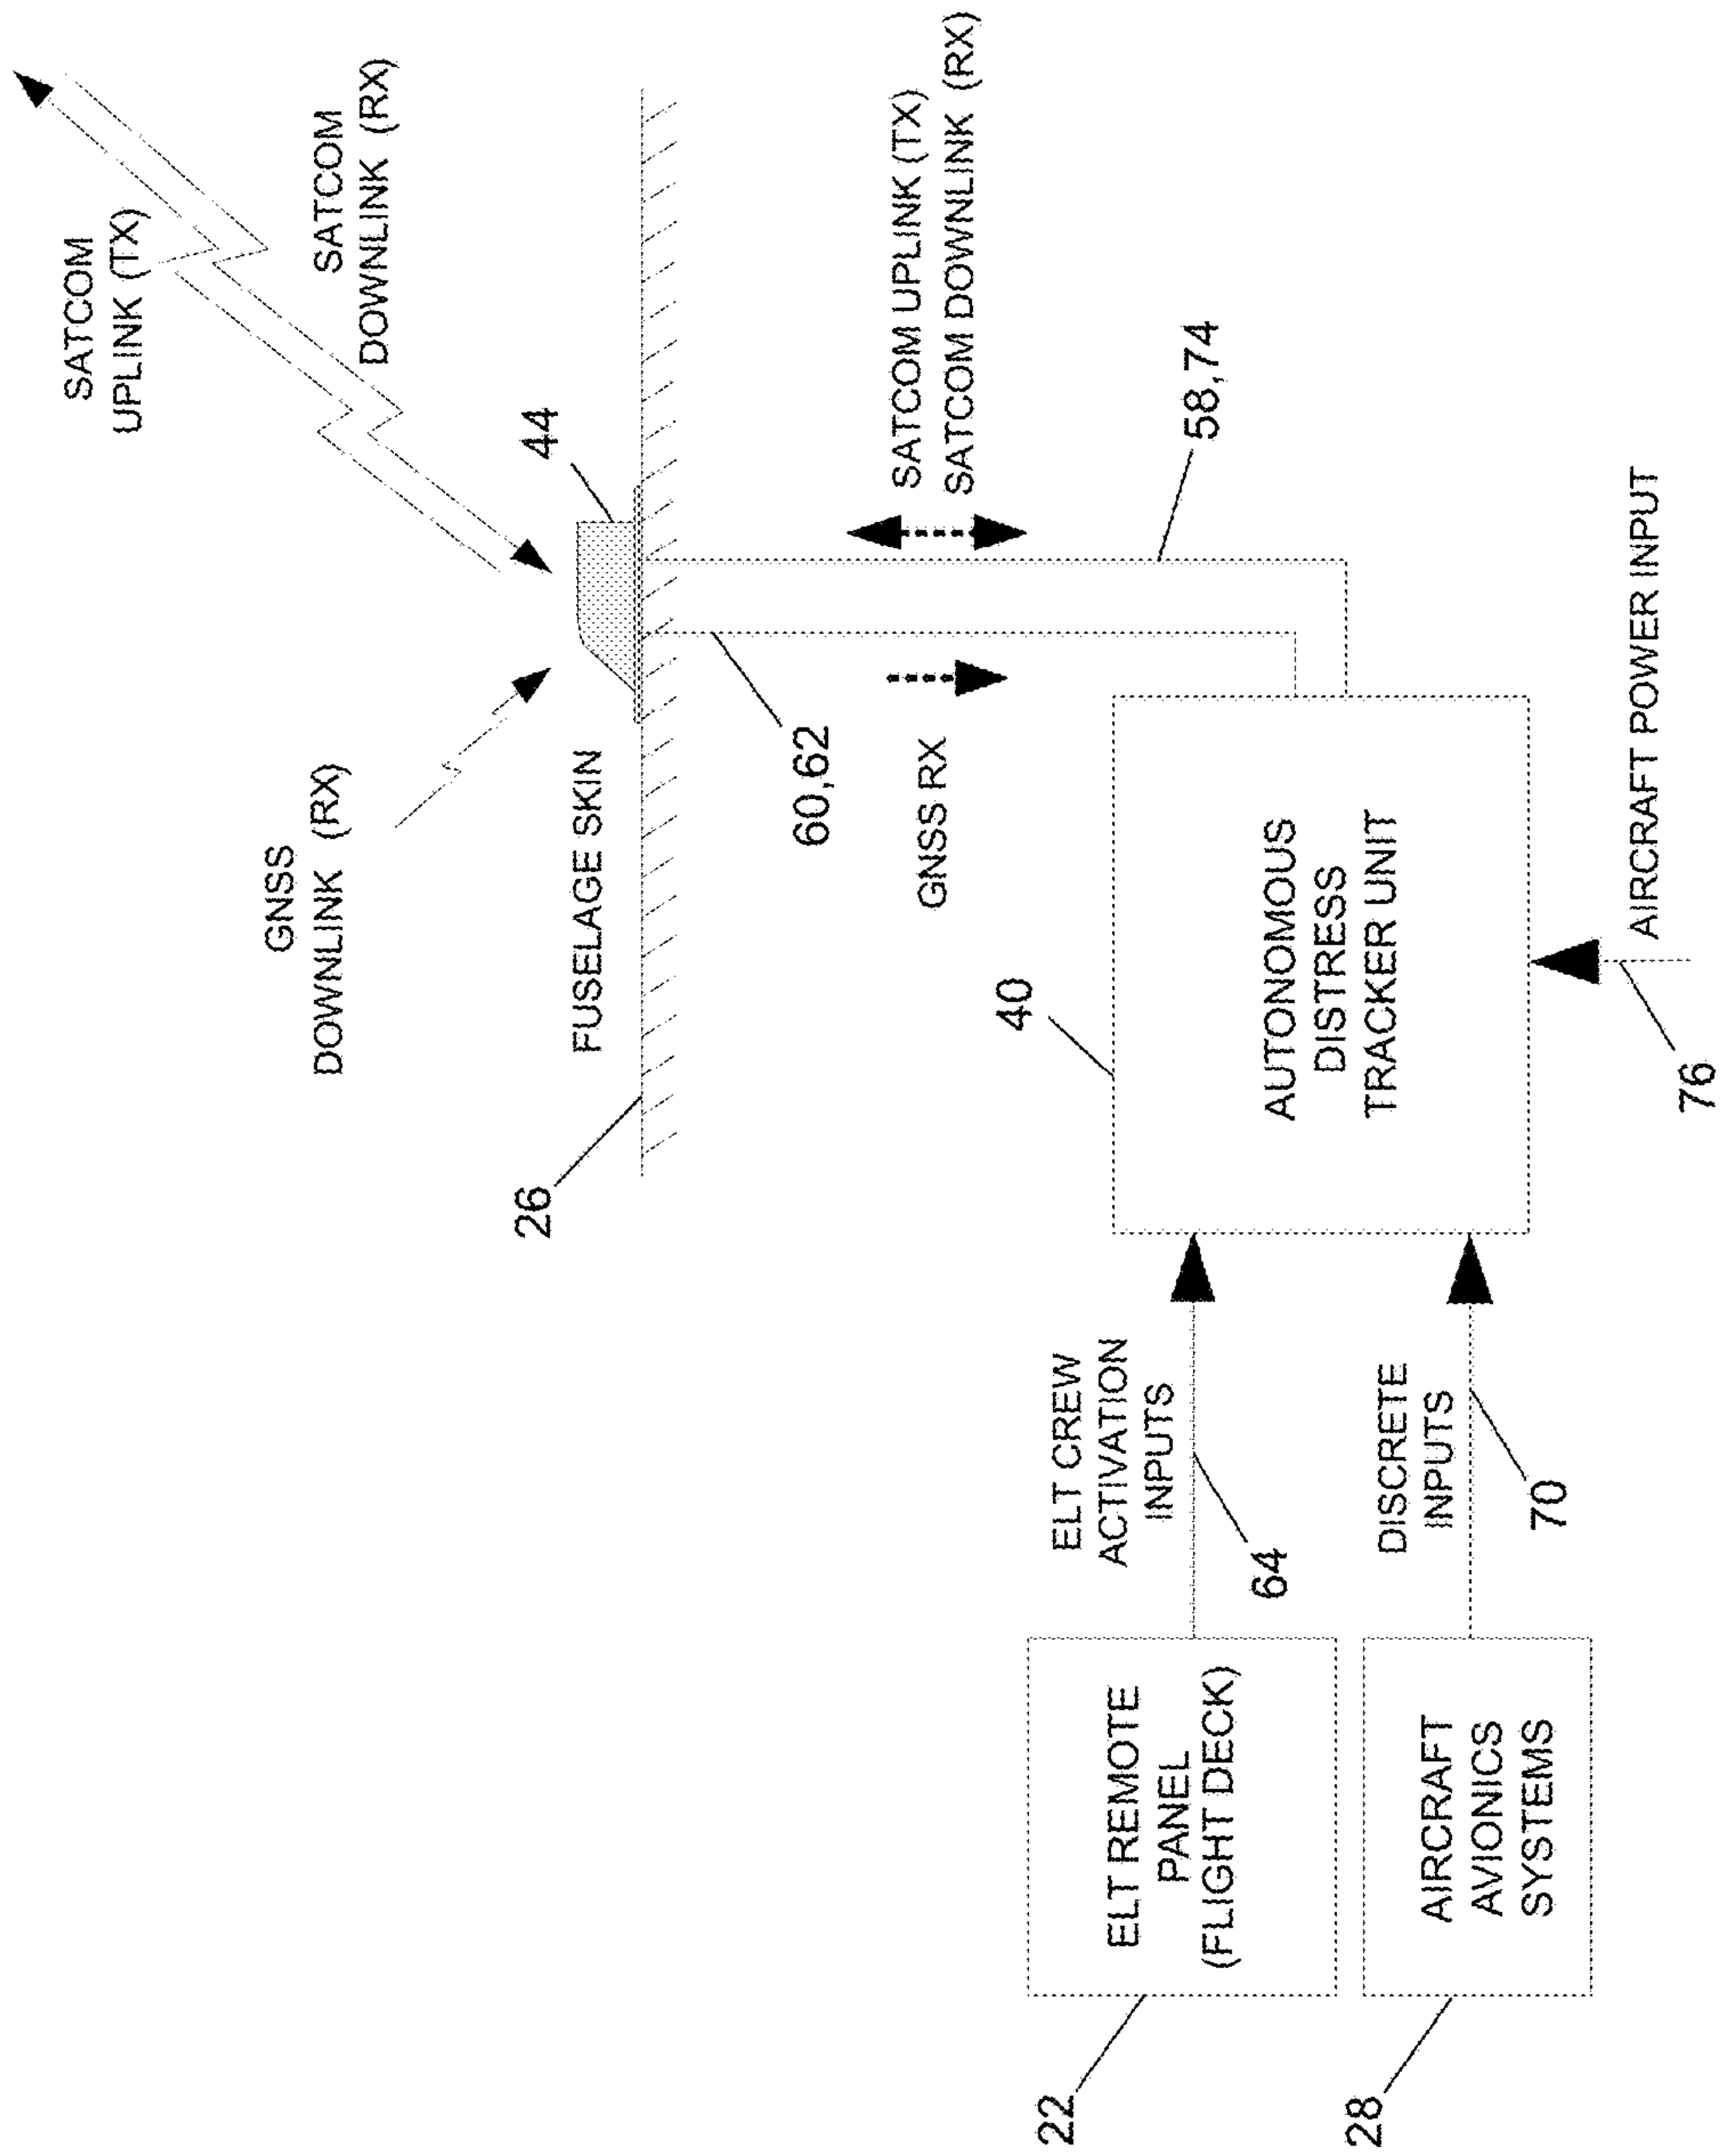 SATCOM
UPLINK (TX)
SATCOM
DOWNLINK (RX)
GNSS
DOWNLINK (RX)
44
FUSELAGE SKIN
26
60,62
GNSS RX
SATCOM UPLINK (TX)
SATCOM DOWNLINK (RX)
58,74
40
AUTONOMOUS
DISTRESS
TRACKER UNIT
AIRCRAFT POWER INPUT
76
ELT CREW
ACTIVATION
INPUTS
64
DISCRETE
INPUTS
70
ELT REMOTE
PANEL
(FLIGHT DECK)
22
AIRCRAFT
AVIONICS
SYSTEMS
28